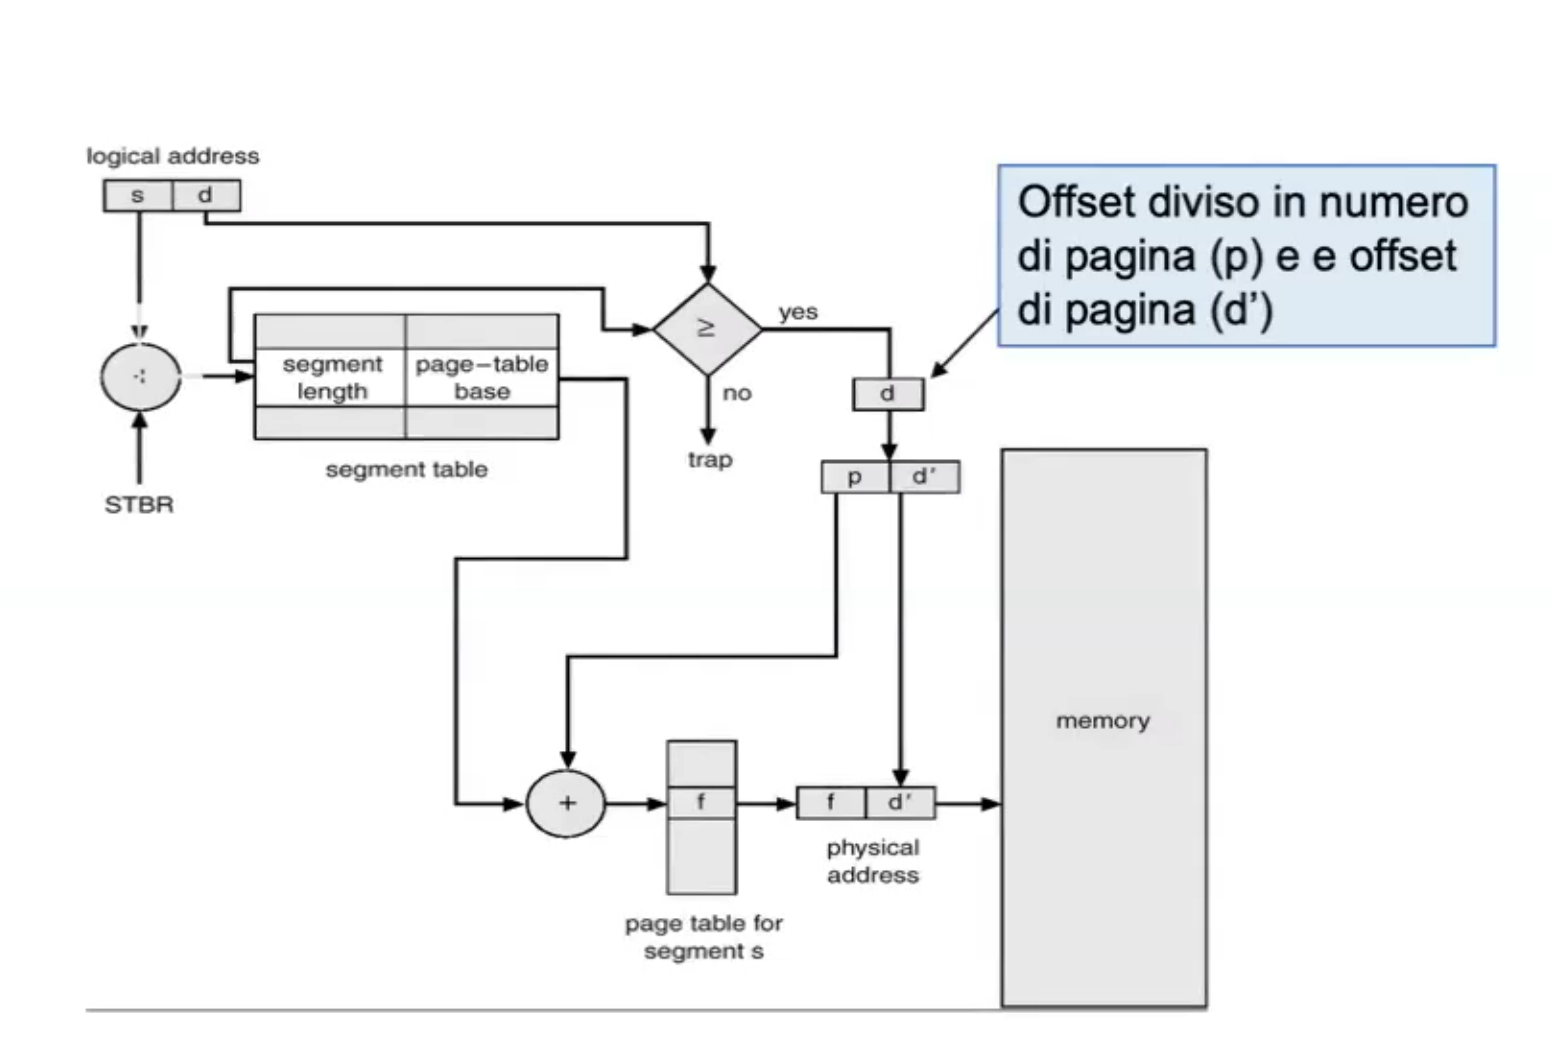 logical address
s d
Offset diviso in numero
di pagina (p) e e offset
di pagina (d’)
≥
yes
segment
length
page–table
base
no
d
segment table
trap
p d′
STBR
memory
+
f
f d′
physical
address
page table for
segment s